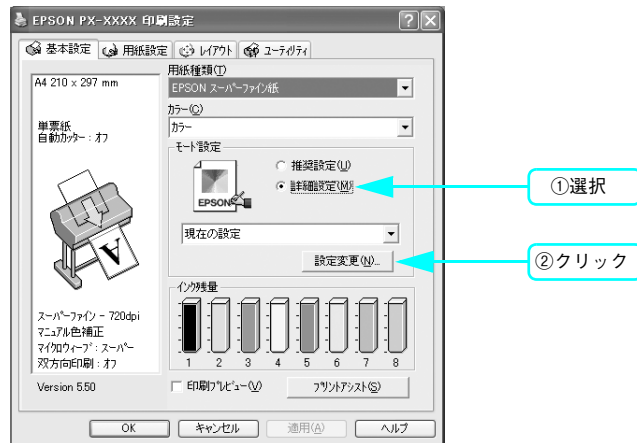 EPSON PX-XXXX 印刷設定
基本設定 用紙設定 レイアウト ユーティリティ
A4 210 x 297 mm
単票紙
自動カッター : オフ
スーパーファイン - 720dpi
マニュアル色補正
マイクロウィーブ : スーパー
双方向印刷 : オフ
Version 5.50
用紙種類(T)
EPSON スーパーファイン紙
カラー(C)
カラー
モード設定
EPSON
推奨設定(U)
詳細設定(M)
現在の設定
設定変更(N)...
インク残量
1 2 3 4 5 6 7 8
印刷プレビュー(V)
プリントアシスト(S)
OK キャンセル 適用(A) ヘルプ
①選択
②クリック